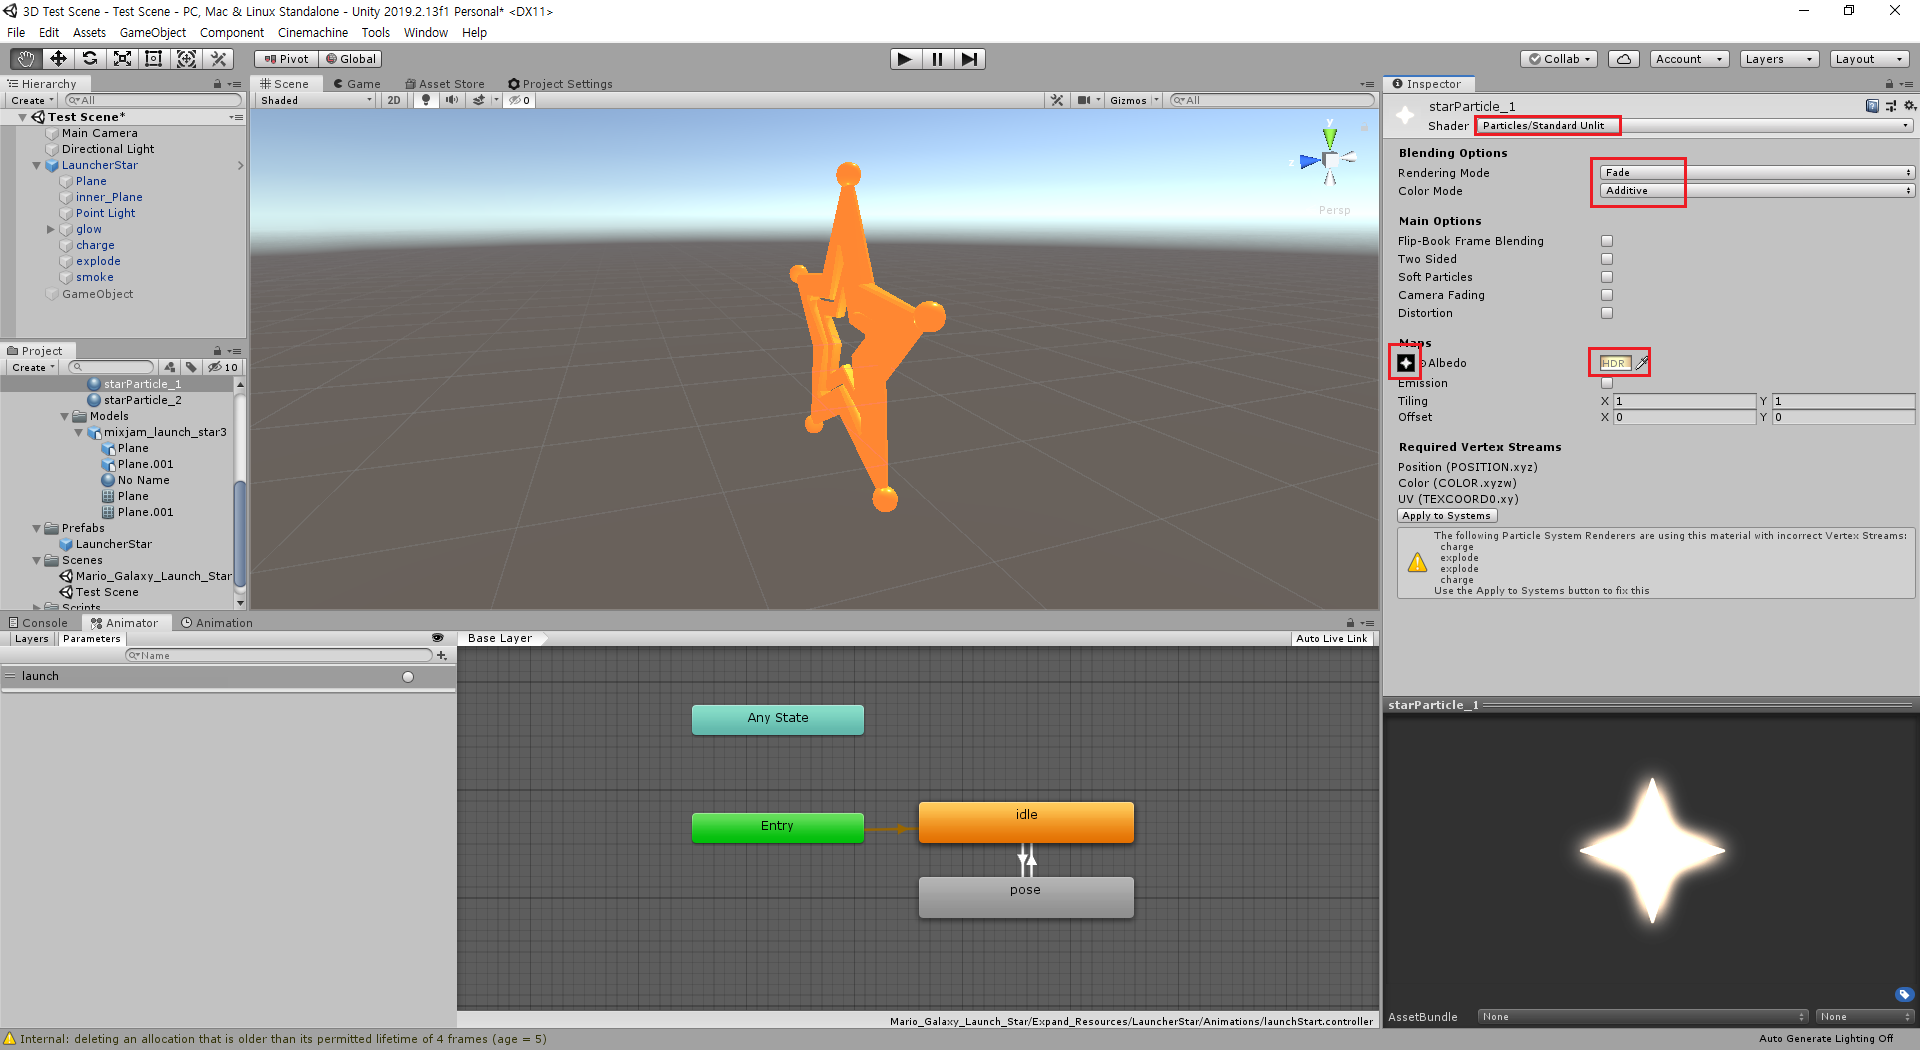 3D Test Scene - Test Scene - PC, Mac & Linux Standalone - Unity 2019.2.13f1 Personal* <DX11>
File Edit Assets GameObject Component Cinemachine Tools Window Help
Pivot Global Collab Account Layers Layout
Hierarchy
Create All
Test Scene*
Main Camera
Directional Light
LauncherStar
Plane
inner_Plane
Point Light
glow
charge
explode
smoke
GameObject
Project
Create 10
starParticle_1
starParticle_2
Models
mixjam_launch_star3
Plane
Plane.001
No Name
Plane
Plane.001
Prefabs
LauncherStar
Scenes
Mario_Galaxy_Launch_Star
Test Scene
Scripts
Scene Game Asset Store Project Settings
Shaded 2D 0 Gizmos All
y
z
Persp
Console Animator Animation
Layers Parameters
Name
launch
Base Layer Auto Live Link
Any State
Entry
idle
pose
Mario_Galaxy_Launch_Star/Expand_Resources/LauncherStar/Animations/launchStart.controller
Inspector
starParticle_1
Shader Particles/Standard Unlit
Blending Options
Rendering Mode Fade
Color Mode Additive
Main Options
Flip-Book Frame Blending
Two Sided
Soft Particles
Camera Fading
Distortion
Maps
Albedo HDR
Emission
Tiling X 1 Y 1
Offset X 0 Y 0
Required Vertex Streams
Position (POSITION.xyz)
Color (COLOR.xyzw)
UV (TEXCOORD0.xy)
Apply to Systems
The following Particle System Renderers are using this material with incorrect Vertex Streams:
charge
explode
explode
charge
Use the Apply to Systems button to fix this
starParticle_1
AssetBundle None None
Internal: deleting an allocation that is older than its permitted lifetime of 4 frames (age = 5)
Auto Generate Lighting Off